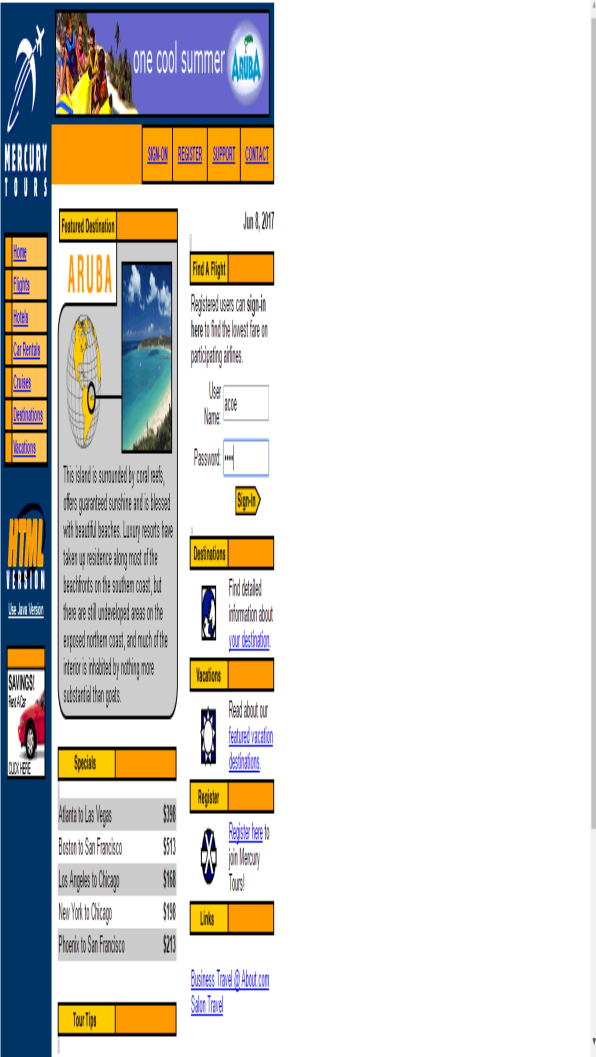 one cool summer
ARUBA
MERCURY
TOURS
SIGN-ON
REGISTER
SUPPORT
CONTACT
Home
Flights
Hotels
Car Rentals
Cruises
Destinations
Vacations
HTML
VERSION
Use Java Version
SAVINGS!
Rent A Car
CLICK HERE
Featured Destination
ARUBA
This island is surrounded by coral reefs,
offers guaranteed sunshine and is blessed
with beautiful beaches. Luxury resorts have
taken up residence along most of the
beachfronts on the southern coast, but
there are still undeveloped areas on the
exposed northern coast, and much of the
interior is inhabited by nothing more
substantial than goats.
Specials
Atlanta to Las Vegas $398
Boston to San Francisco $513
Los Angeles to Chicago $168
New York to Chicago $198
Phoenix to San Francisco $213
Tour Tips
Jun 8, 2017
Find A Flight
Registered users can sign-in
here to find the lowest fare on
participating airlines.
User
Name:
acoe
Password: ••••
Sign-In
Destinations
Find detailed
information about
your destination.
Vacations
Read about our
featured vacation
destinations.
Register
Register here to
join Mercury
Tours!
Links
Business Travel @ About.com
Salon Travel